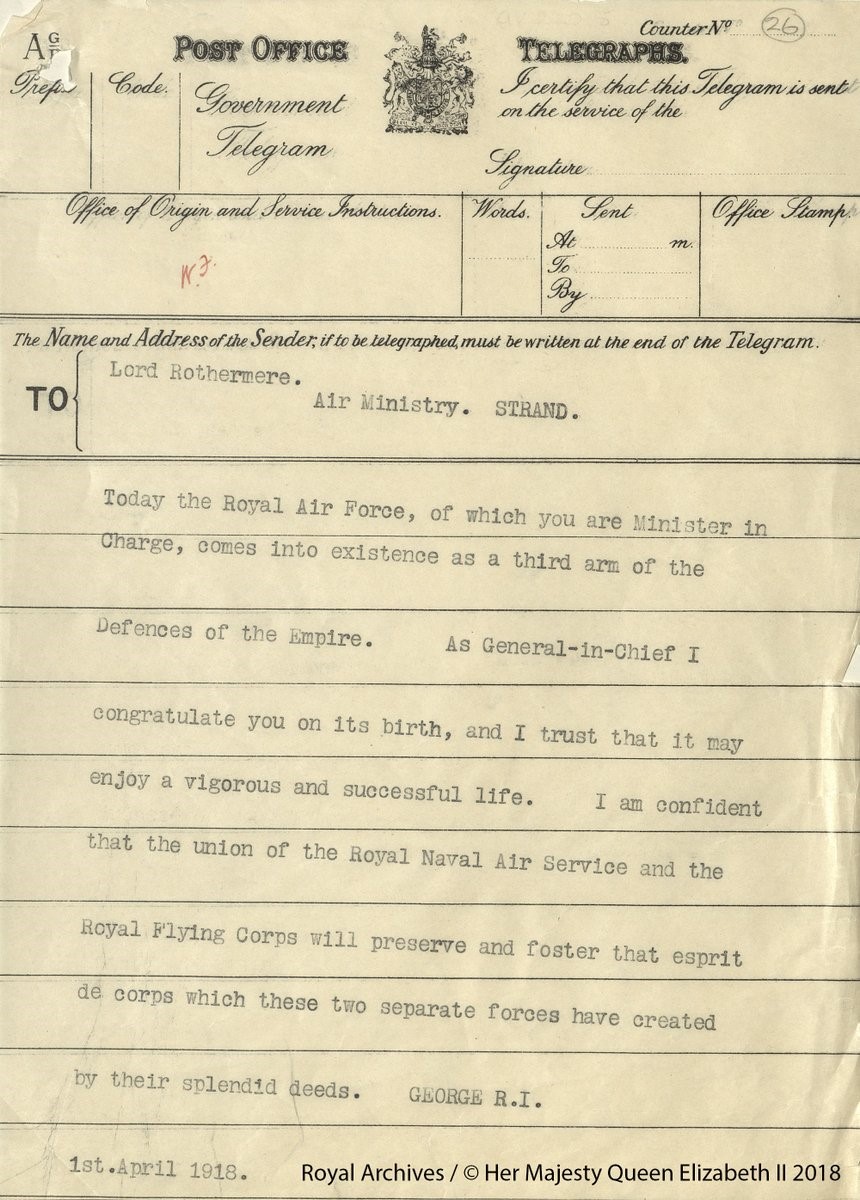 Counter No 26
POST OFFICE TELEGRAPHS.
Prefix Code.
Government
Telegram
I certify that this Telegram is sent
on the service of the
Signature
Office of Origin and Service Instructions.
Words.
Sent
At m.
To
By
Office Stamp.
The Name and Address of the Sender, if to be telegraphed, must be written at the end of the Telegram.
TO
Lord Rothermere.
Air Ministry. STRAND.
Today the Royal Air Force, of which you are Minister in
Charge, comes into existence as a third arm of the
Defences of the Empire. As General-in-Chief I
congratulate you on its birth, and I trust that it may
enjoy a vigorous and successful life. I am confident
that the union of the Royal Naval Air Service and the
Royal Flying Corps will preserve and foster that esprit
de corps which these two separate forces have created
by their splendid deeds. GEORGE R.I.
1st.April 1918.
Royal Archives / © Her Majesty Queen Elizabeth II 2018